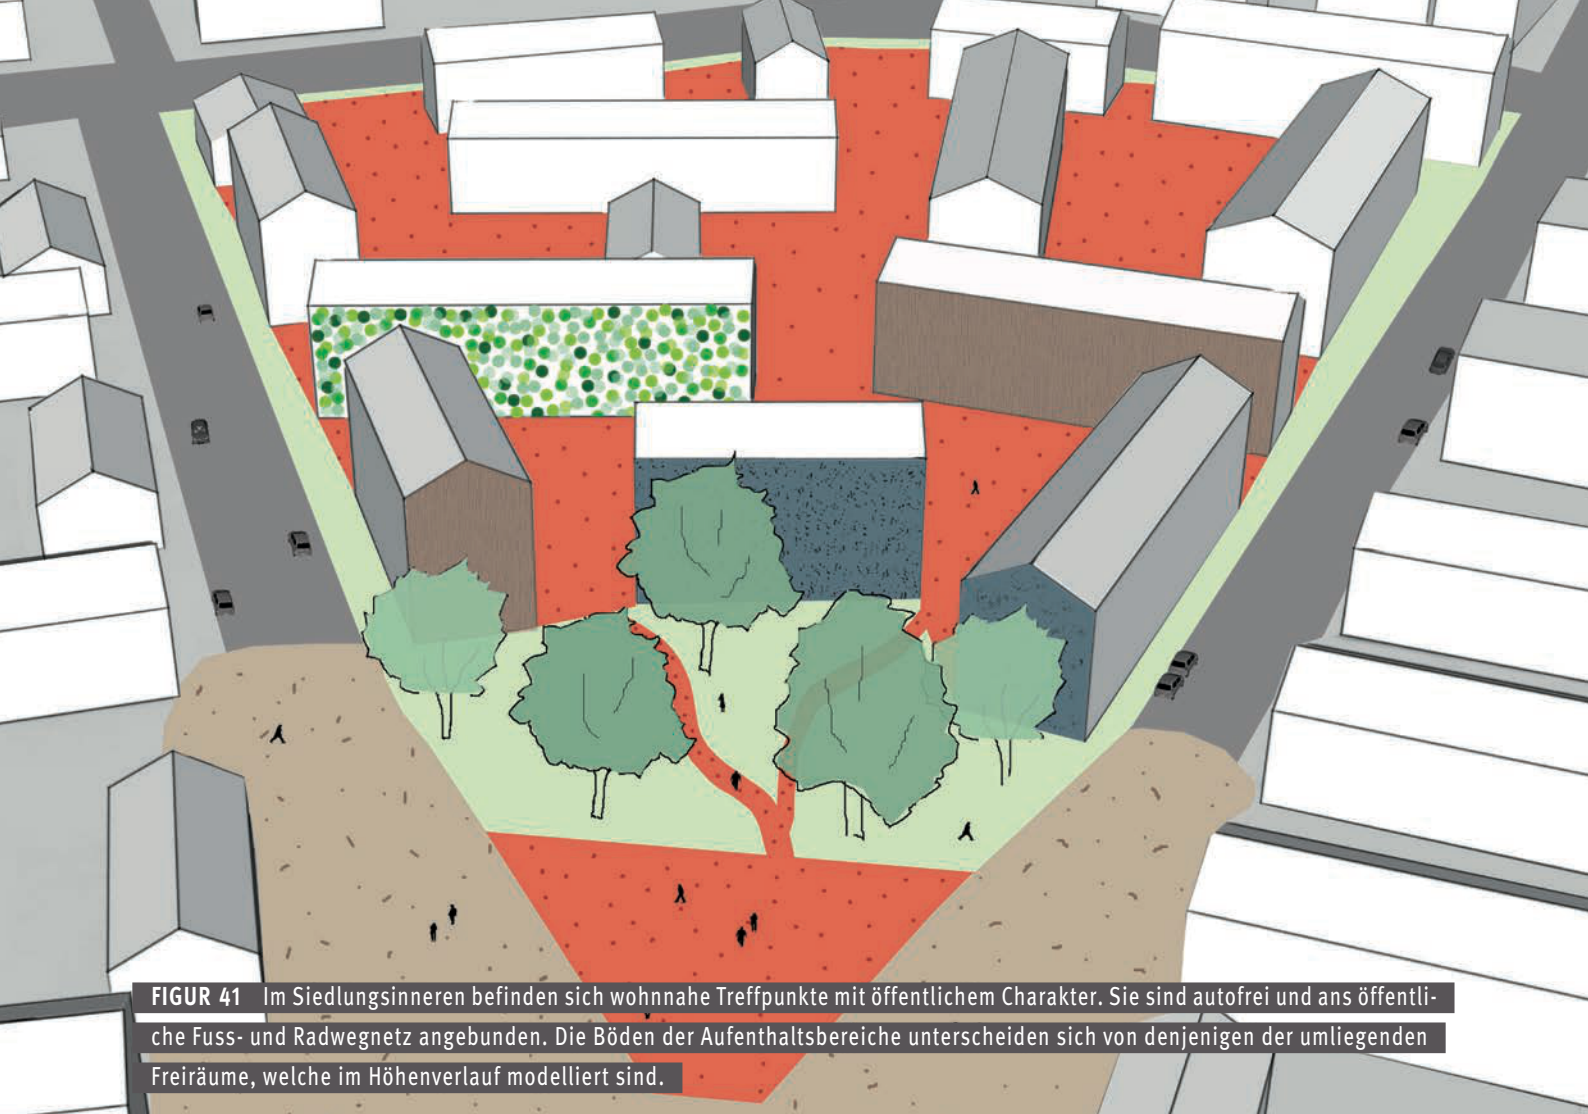 FIGUR 41 Im Siedlungsinneren befinden sich wohnnahe Treffpunkte mit öffentlichem Charakter. Sie sind autofrei und ans öffentli-
che Fuss- und Radwegnetz angebunden. Die Böden der Aufenthaltsbereiche unterscheiden sich von denjenigen der umliegenden
Freiräume, welche im Höhenverlauf modelliert sind.